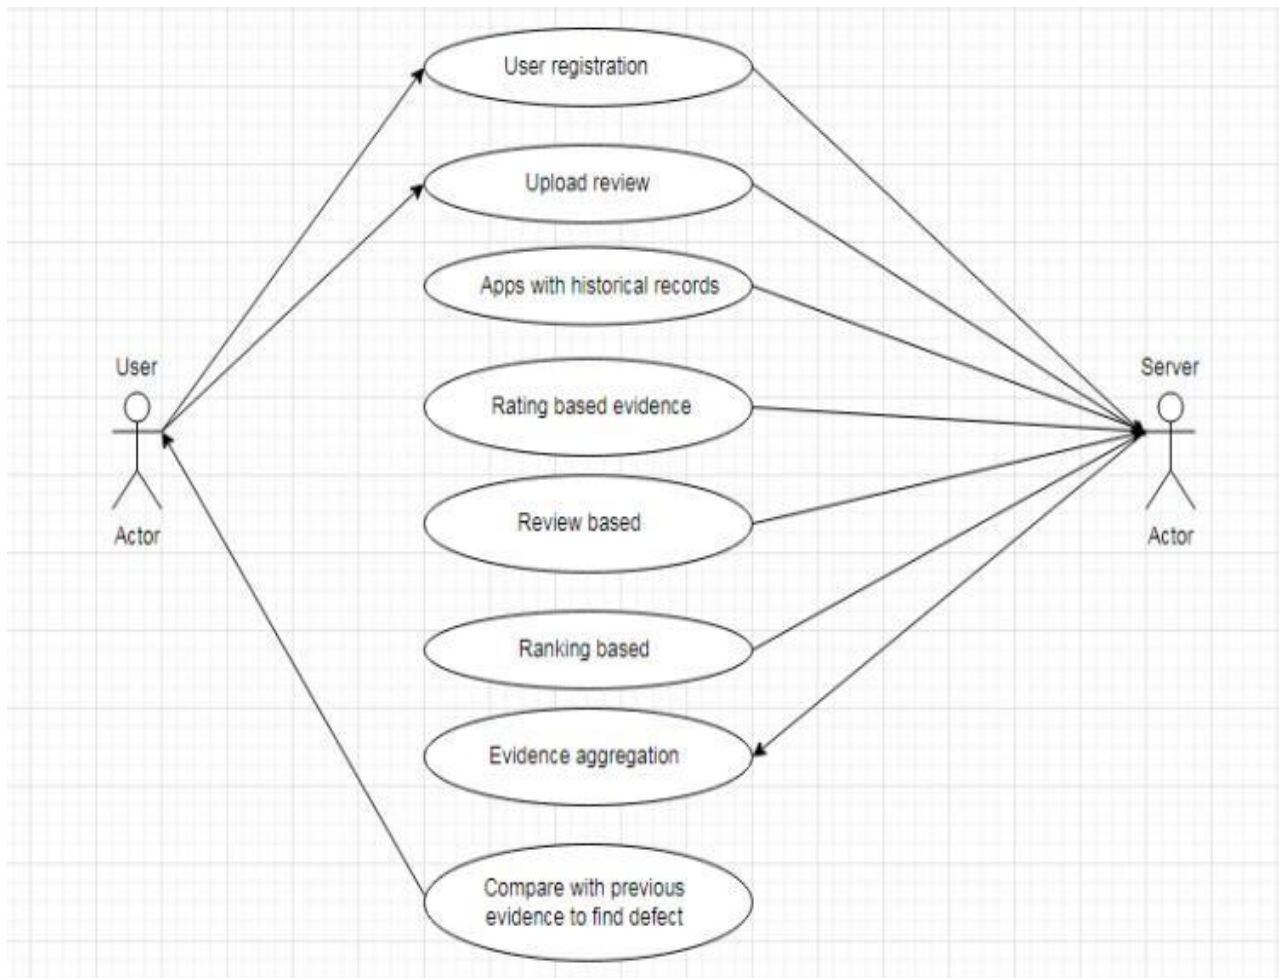 User registration
Upload review
Apps with historical records
User
Server
Rating based evidence
Review based
Actor
Actor
Ranking based
Evidence aggregation
Compare with previous
evidence to find defect